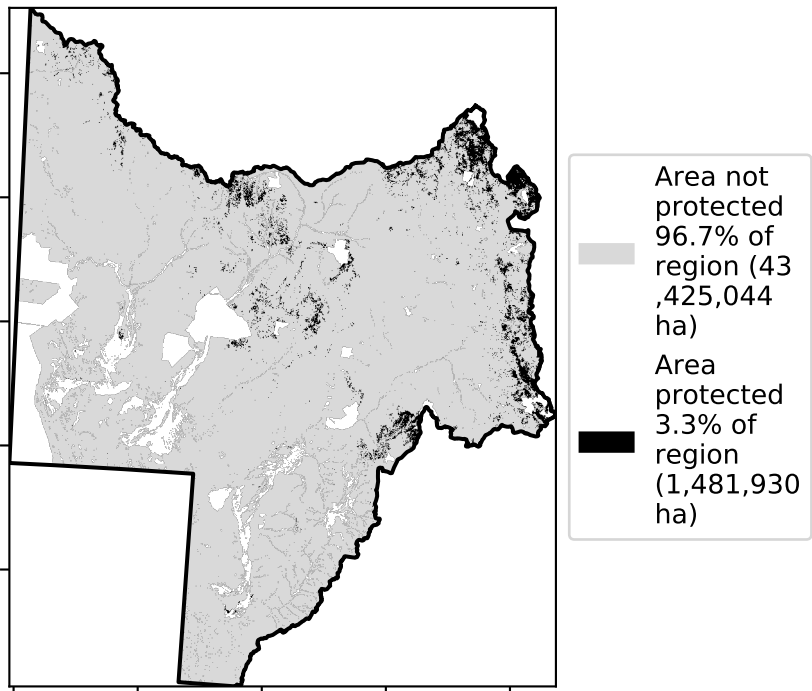 Area not
protected
96.7% of
region (43
,425,044
ha)
Area
protected
3.3% of
region
(1,481,930
ha)